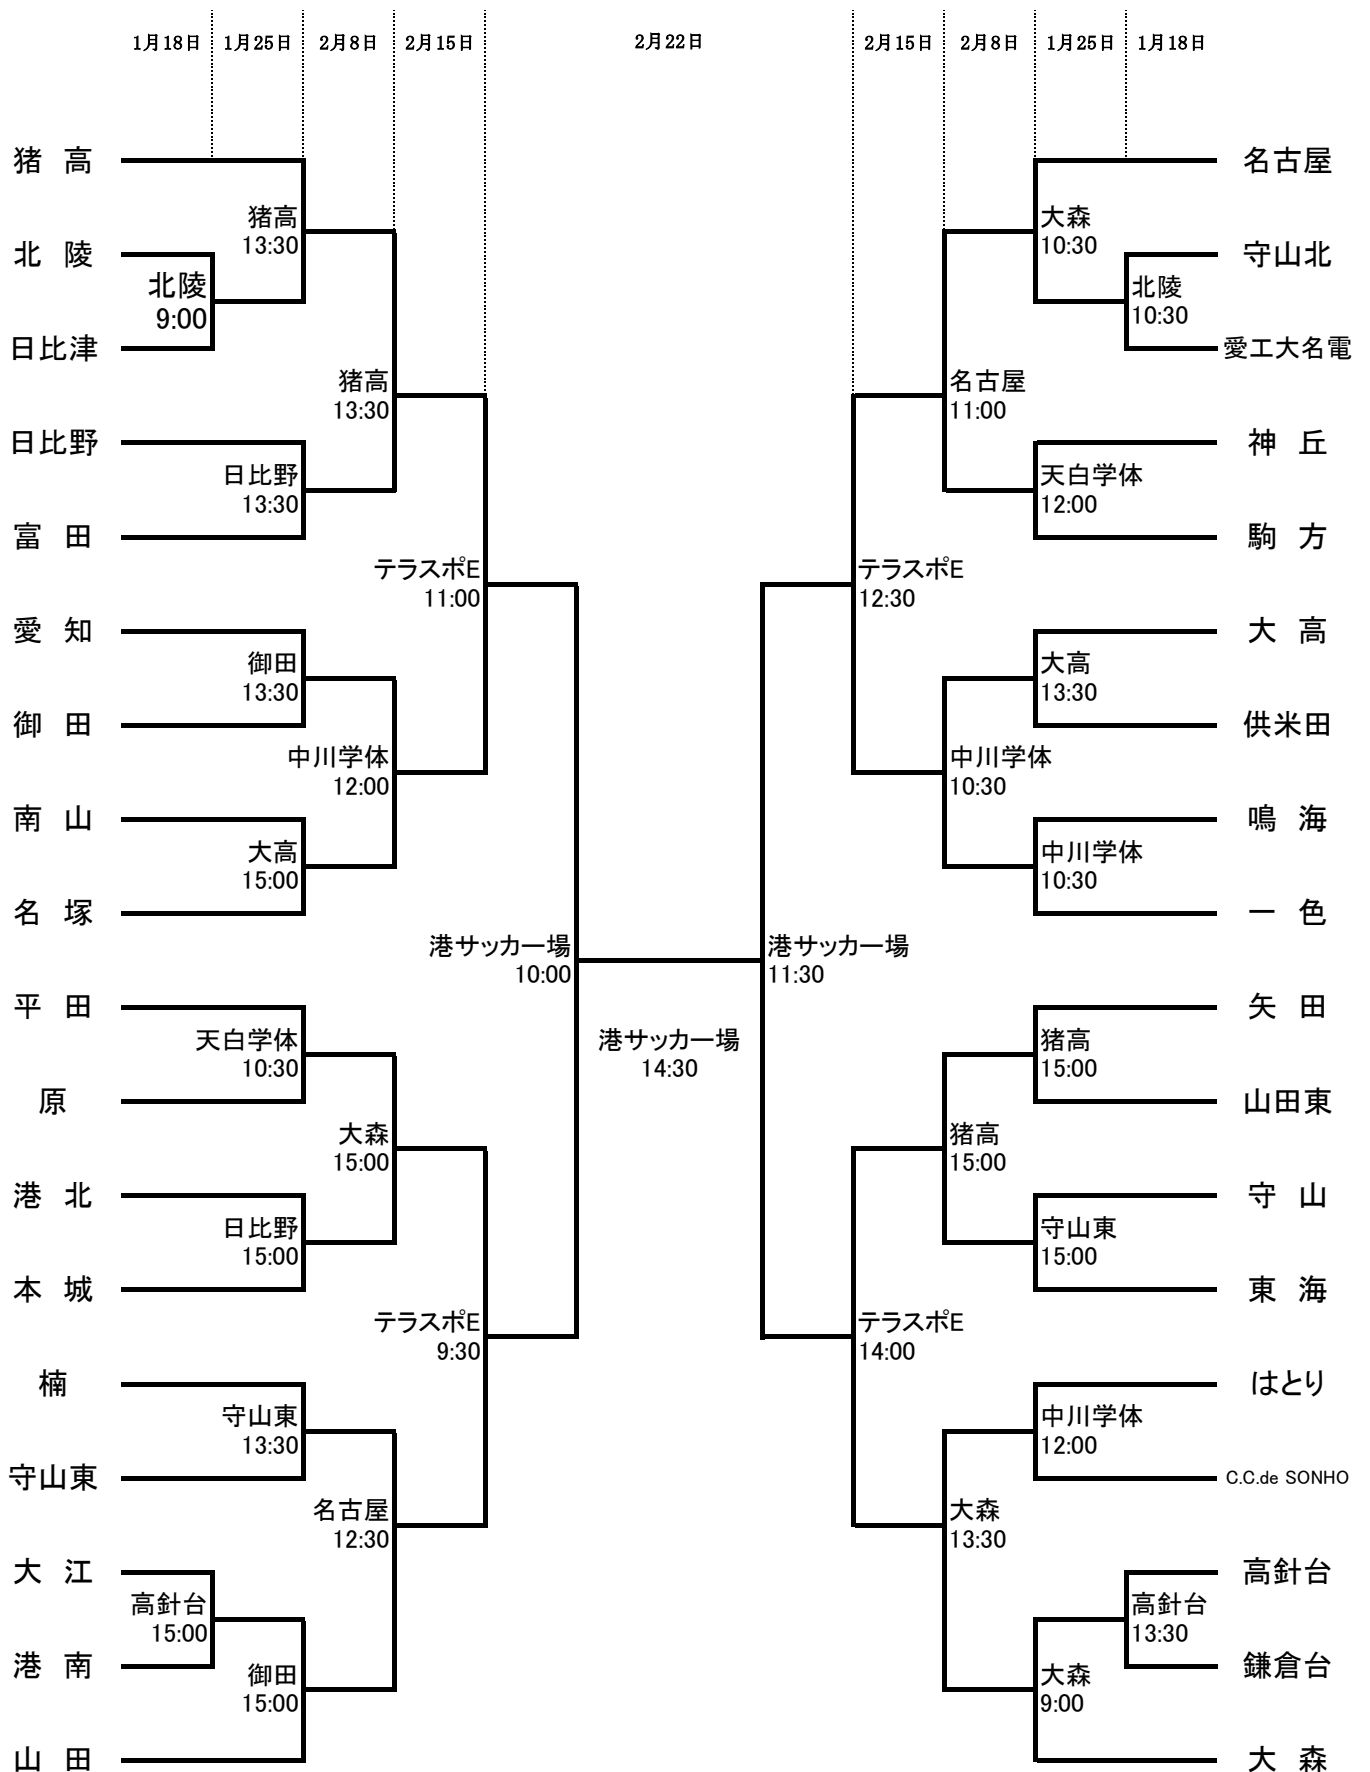 1月18日 1月25日 2月8日 2月15日 2月22日 2月15日 2月8日 1月25日 1月18日
猪 高
北 陵
日比津
日比野
富 田
愛 知
御 田
南 山
名 塚
平 田
原
港 北
本 城
楠
守山東
大 江
港 南
山 田
北陵
9:00
高針台
15:00
猪高
13:30
日比野
13:30
御田
13:30
大高
15:00
天白学体
10:30
日比野
15:00
守山東
13:30
御田
15:00
猪高
13:30
中川学体
12:00
大森
15:00
名古屋
12:30
テラスポE
11:00
テラスポE
9:30
港サッカー場
10:00
港サッカー場
14:30
港サッカー場
11:30
テラスポE
12:30
テラスポE
14:00
名古屋
11:00
中川学体
10:30
猪高
15:00
大森
13:30
大森
10:30
天白学体
12:00
大高
13:30
中川学体
10:30
猪高
15:00
守山東
15:00
中川学体
12:00
大森
9:00
北陵
10:30
高針台
13:30
名古屋
守山北
愛工大名電
神 丘
駒 方
大 高
供米田
鳴 海
一 色
矢 田
山田東
守 山
東 海
はとり
C.C.de SONHO
高針台
鎌倉台
大 森